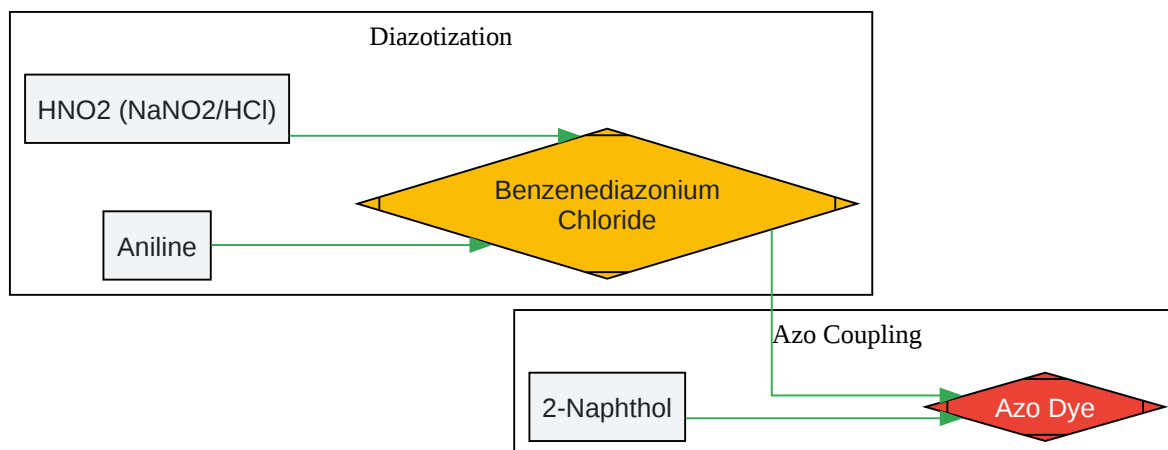 Diazotization
HNO2 (NaNO2/HCl)
Benzenediazonium
Chloride
Aniline
Azo Coupling
2-Naphthol
Azo Dye